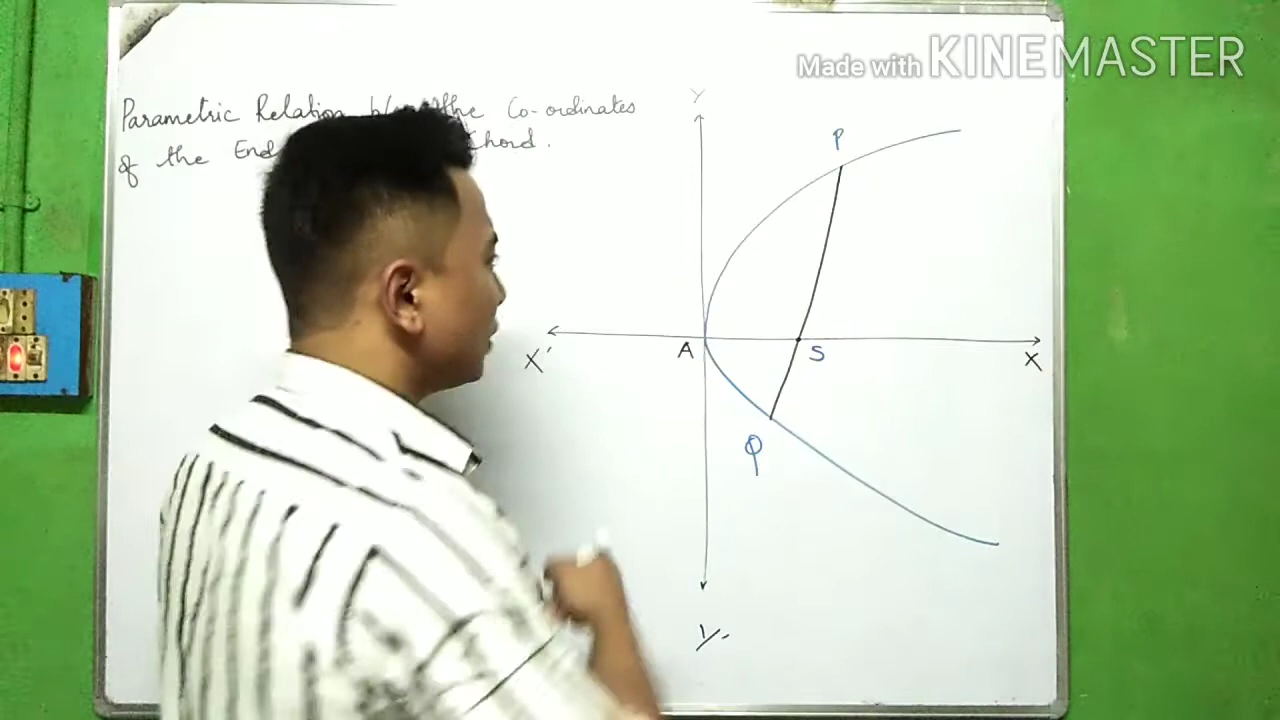 Made with KINEMASTER
Parametric Relation the Co-ordinates
of the End chord.
Y
P
A
S
X'
X
Q
Y'